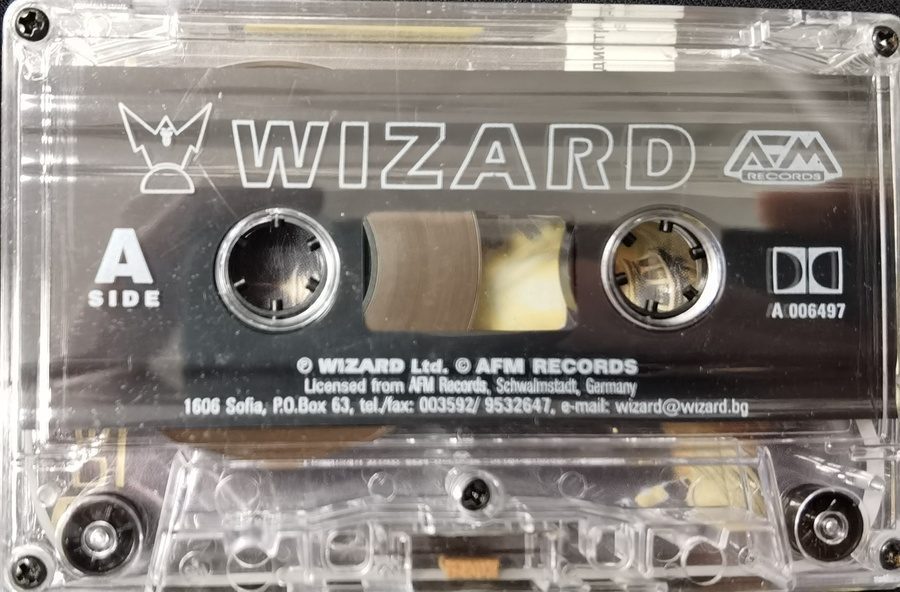 WIZARD
AFM
RECORDS
A
SIDE
A 006497
℗ WIZARD Ltd. © AFM RECORDS
Licensed from AFM Records, Schwalmstadt, Germany
1606 Sofia, P.O.Box 63, tel./fax: 003592/ 9532647, e-mail: wizard@wizard.bg